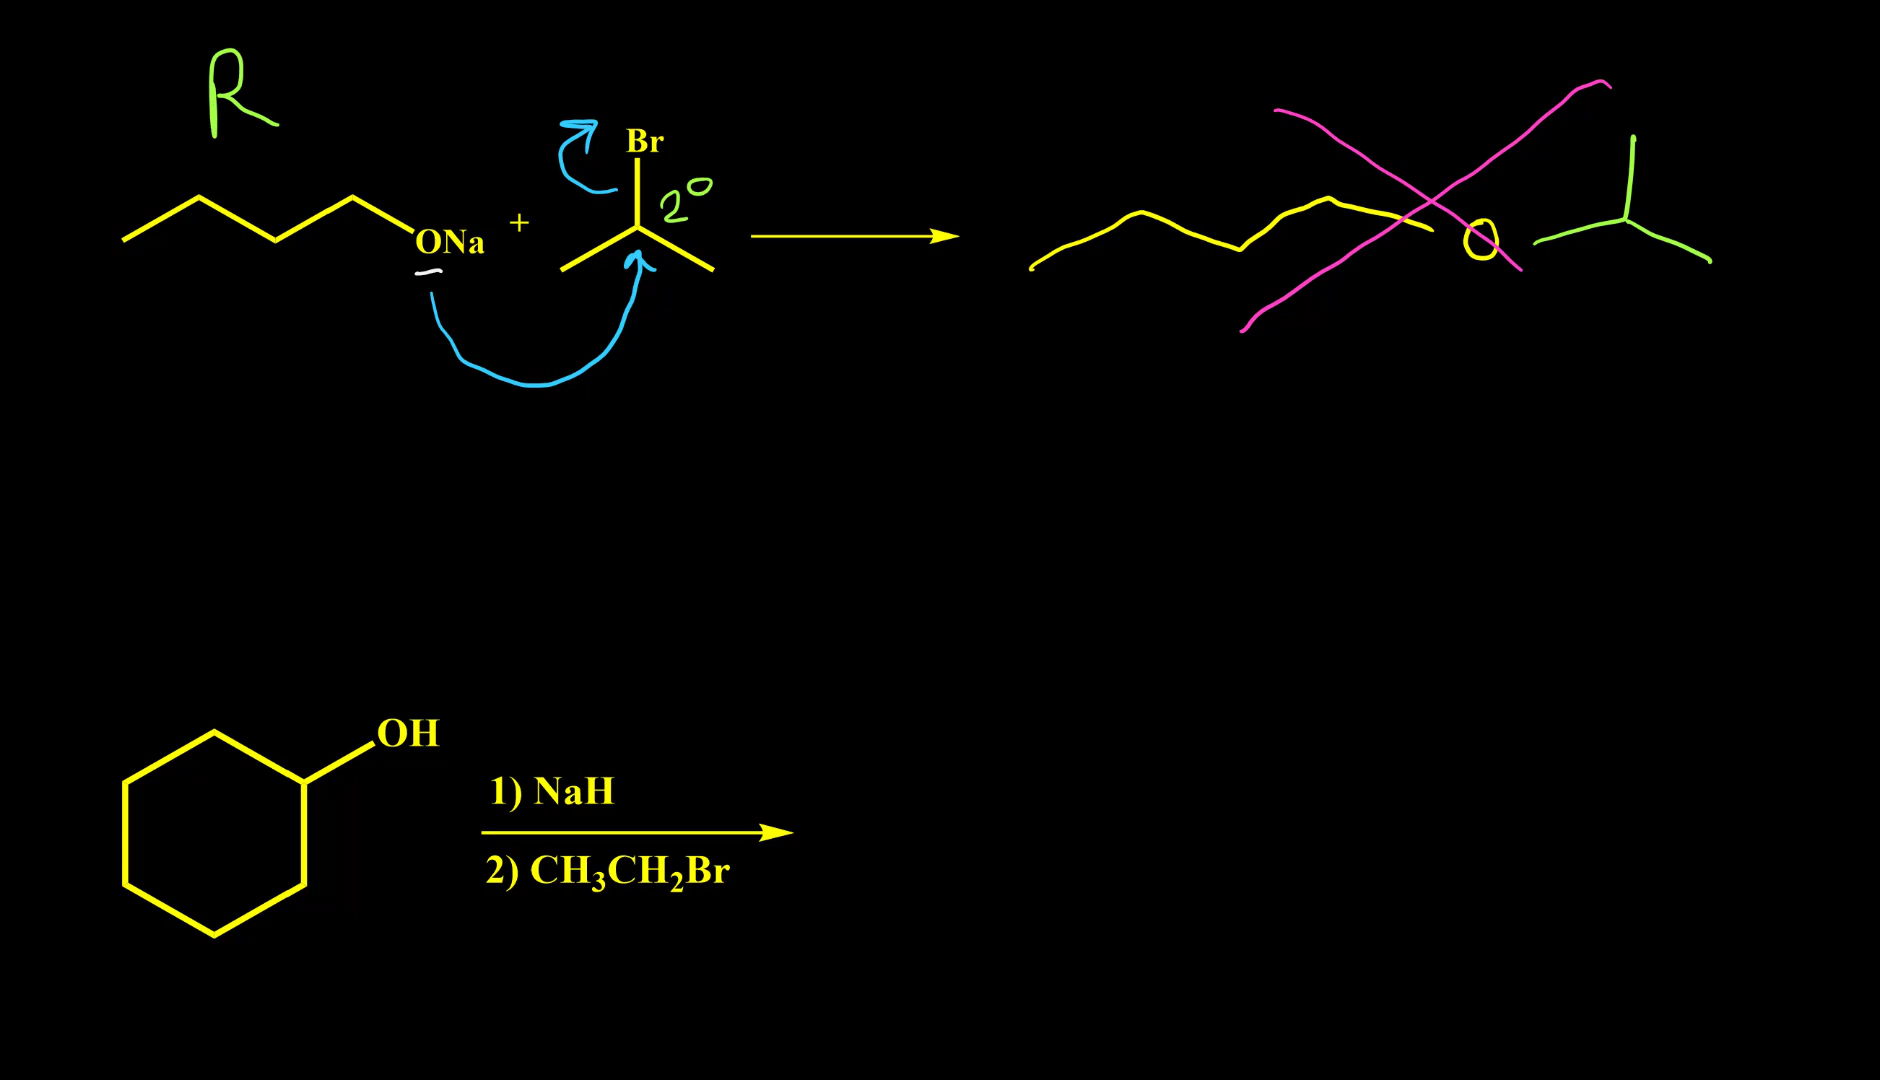 R
Br
2°
ONa + O
OH
1) NaH
2) CH₃CH₂Br